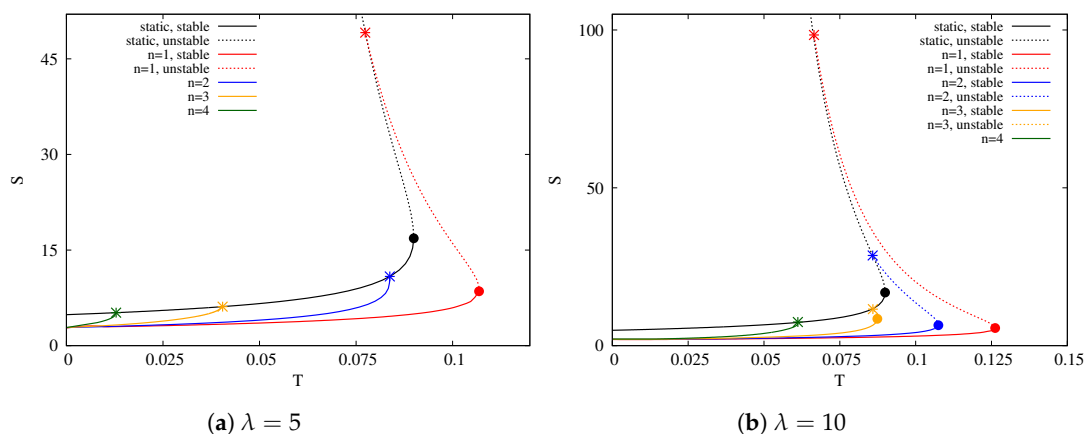 static, stable
static, unstable
n=1, stable
n=1, unstable
n=2
n=3
n=4
45
30
15
0
S
0 0.025 0.05 0.075 0.1
T
(a) λ = 5
static, stable
static, unstable
n=1, stable
n=1, unstable
n=2, stable
n=2, unstable
n=3, stable
n=3, unstable
n=4
100
50
0
S
0.00 0.025 0.05 0.075 0.100 0.125 0.15
T
(b) λ = 10